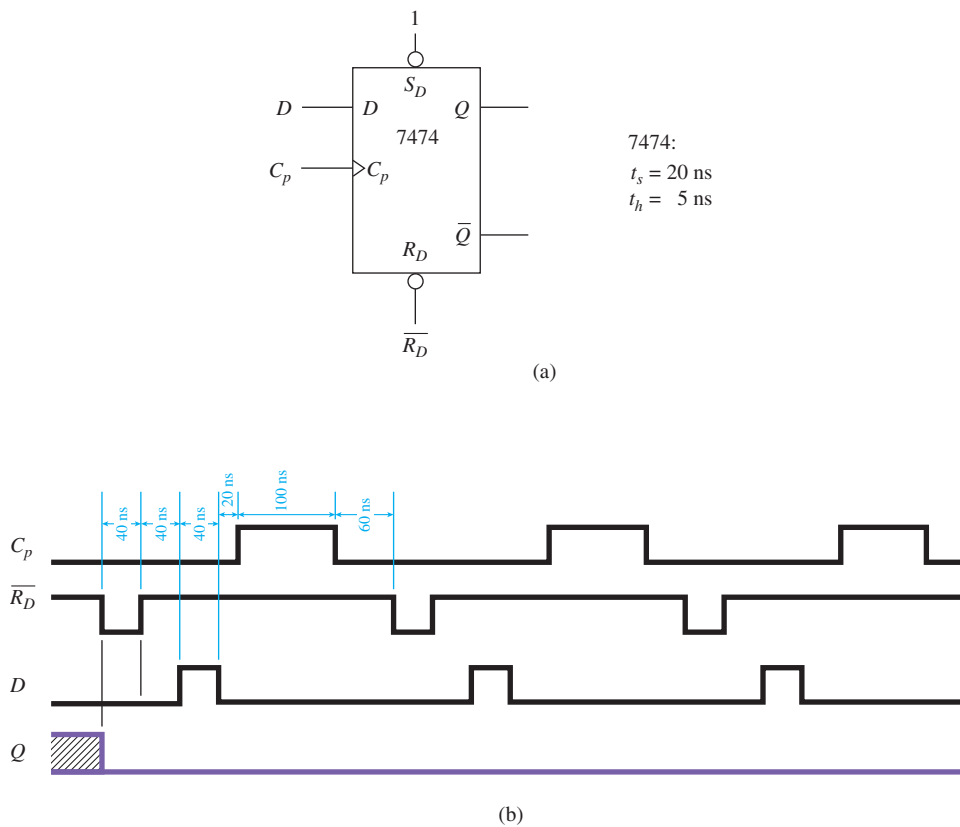 1
S_D
D D Q
7474
C_p C_p
Q̅
R_D
R̅_D̅
7474:
t_s = 20 ns
t_h = 5 ns
(a)
40 ns 40 ns 40 ns 20 ns 100 ns 60 ns
C_p
R̅_D̅
D
Q
(b)